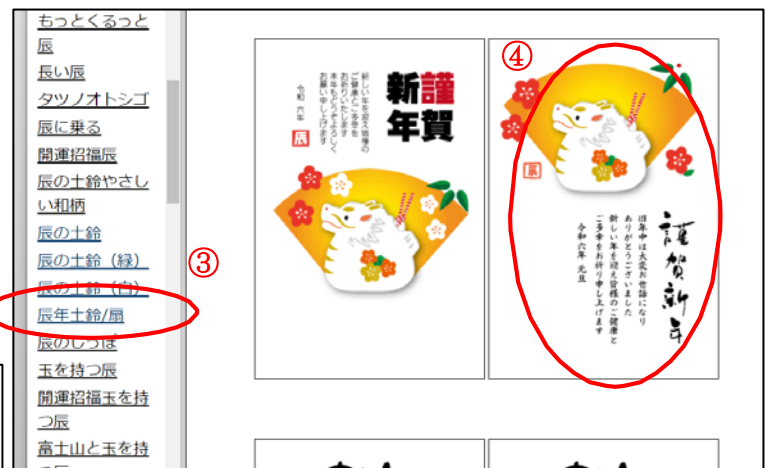 もっとくるっと
辰
長い辰
タツノオトシゴ
辰に乗る
開運招福辰
辰の土鈴やさし
い和柄
辰の土鈴
辰の土鈴（緑）
辰の土鈴（白）
辰年土鈴/扇
辰のしっぽ
玉を持つ辰
開運招福玉を持
つ辰
富士山と玉を持
③
謹賀
新年
新しい年を迎え皆様の
ご健康とご多幸を
お祈りいたします
本年もどうぞよろしく
お願い申し上げます
令和 六年
辰
④
辰
謹賀新年
旧年中は大変お世話になり
ありがとうございました
新しい年を迎え皆様のご健康と
ご多幸をお祈り申し上げます
令和六年 元旦